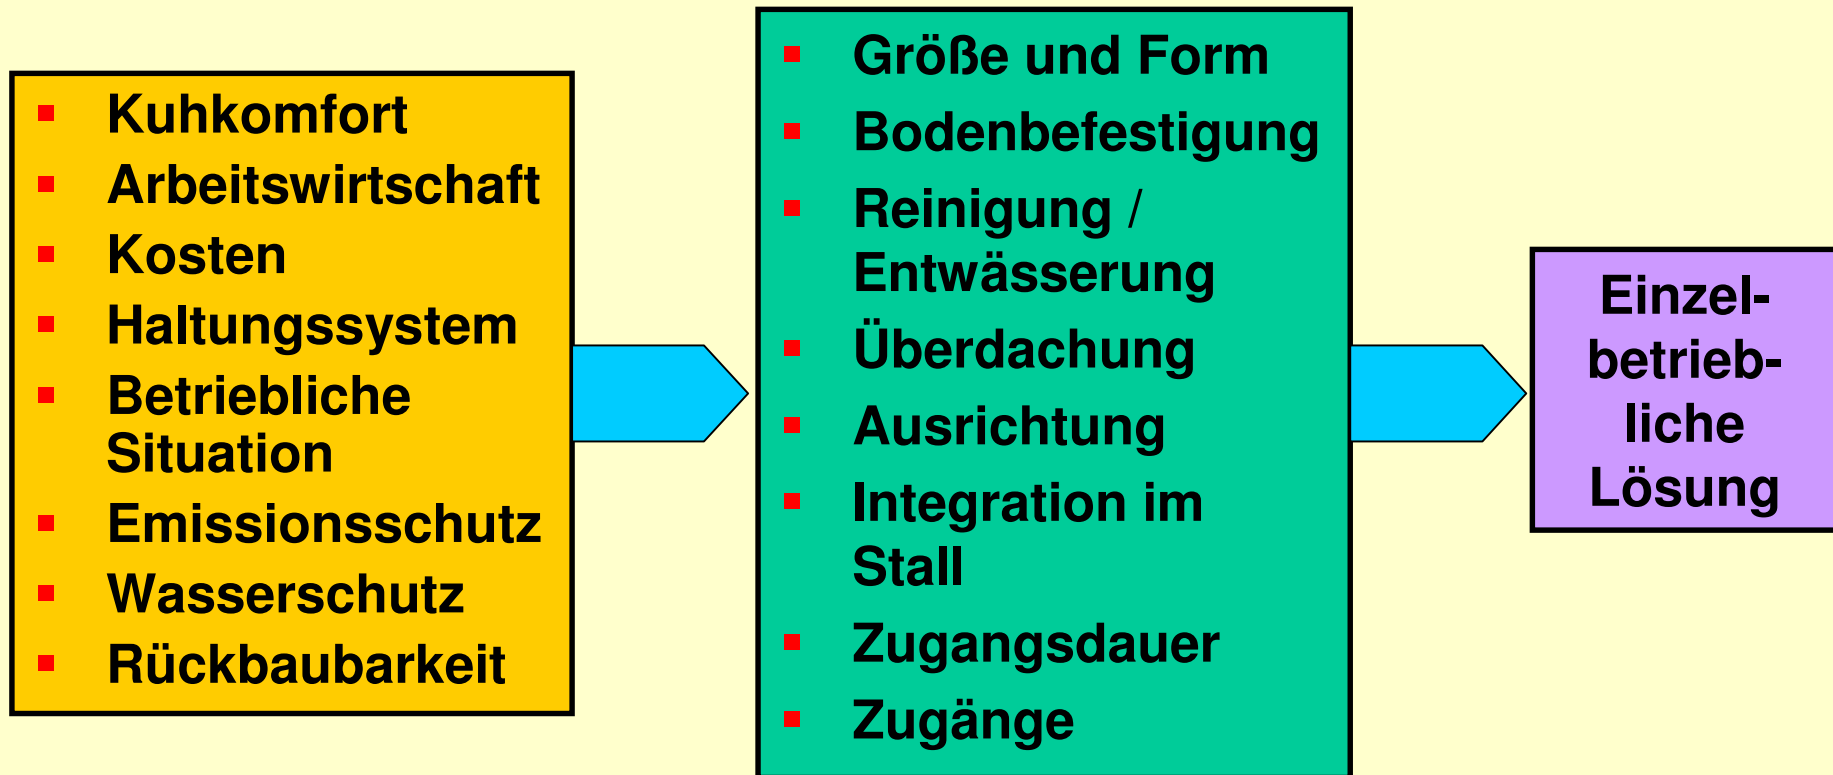 Kuhkomfort
Arbeitswirtschaft
Kosten
Haltungssystem
Betriebliche
Situation
Emissionsschutz
Wasserschutz
Rückbaubarkeit
Größe und Form
Bodenbefestigung
Reinigung /
Entwässerung
Überdachung
Ausrichtung
Integration im
Stall
Zugangsdauer
Zugänge
Einzel-
betrieb-
liche
Lösung